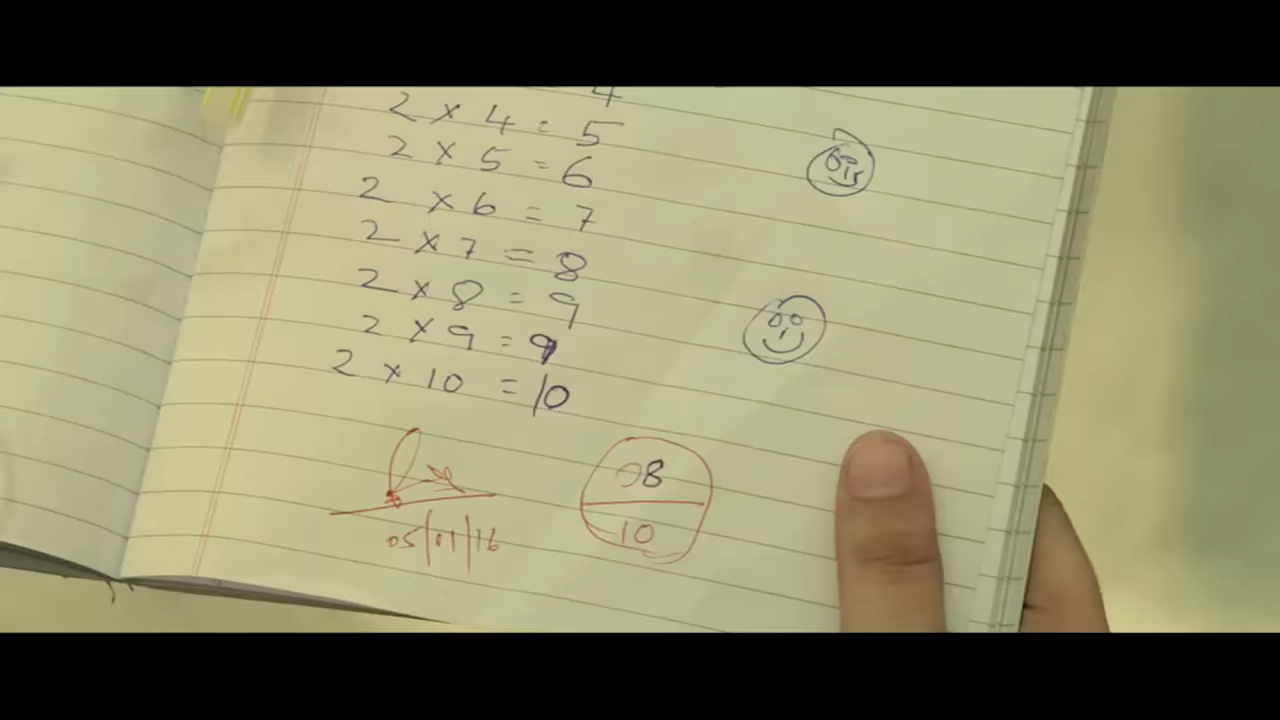 4
2 × 4 = 5
2 × 5 = 6
2 × 6 = 7
2 × 7 = 8
2 × 8 = 9
2 × 9 = 9
2 × 10 = 10
08
10
05/01/16